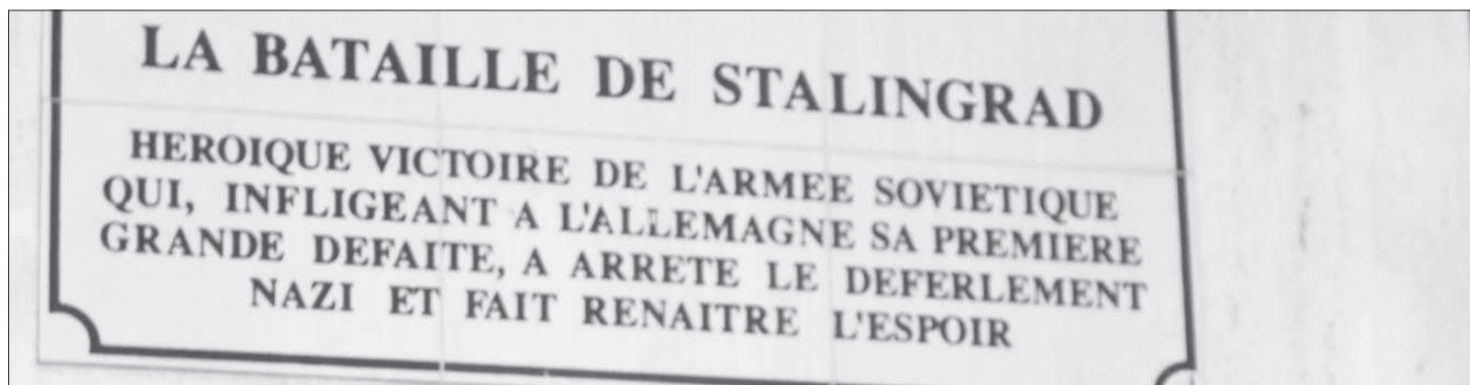 LA BATAILLE DE STALINGRAD
HEROIQUE VICTOIRE DE L'ARMEE SOVIETIQUE
QUI, INFLIGEANT A L'ALLEMAGNE SA PREMIERE
GRANDE DEFAITE, A ARRETE LE DEFERLEMENT
NAZI ET FAIT RENAITRE L'ESPOIR